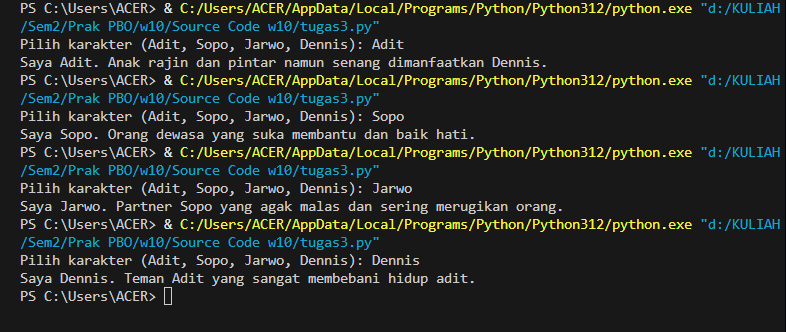 PS C:\Users\ACER> & C:/Users/ACER/AppData/Local/Programs/Python/Python312/python.exe "d:/KULIAH
/Sem2/Prak PBO/w10/Source Code w10/tugas3.py"
Pilih karakter (Adit, Sopo, Jarwo, Dennis): Adit
Saya Adit. Anak rajin dan pintar namun senang dimanfaatkan Dennis.
PS C:\Users\ACER> & C:/Users/ACER/AppData/Local/Programs/Python/Python312/python.exe "d:/KULIAH
/Sem2/Prak PBO/w10/Source Code w10/tugas3.py"
Pilih karakter (Adit, Sopo, Jarwo, Dennis): Sopo
Saya Sopo. Orang dewasa yang suka membantu dan baik hati.
PS C:\Users\ACER> & C:/Users/ACER/AppData/Local/Programs/Python/Python312/python.exe "d:/KULIAH
/Sem2/Prak PBO/w10/Source Code w10/tugas3.py"
Pilih karakter (Adit, Sopo, Jarwo, Dennis): Jarwo
Saya Jarwo. Partner Sopo yang agak malas dan sering merugikan orang.
PS C:\Users\ACER> & C:/Users/ACER/AppData/Local/Programs/Python/Python312/python.exe "d:/KULIAH
/Sem2/Prak PBO/w10/Source Code w10/tugas3.py"
Pilih karakter (Adit, Sopo, Jarwo, Dennis): Dennis
Saya Dennis. Teman Adit yang sangat membebani hidup adit.
PS C:\Users\ACER>